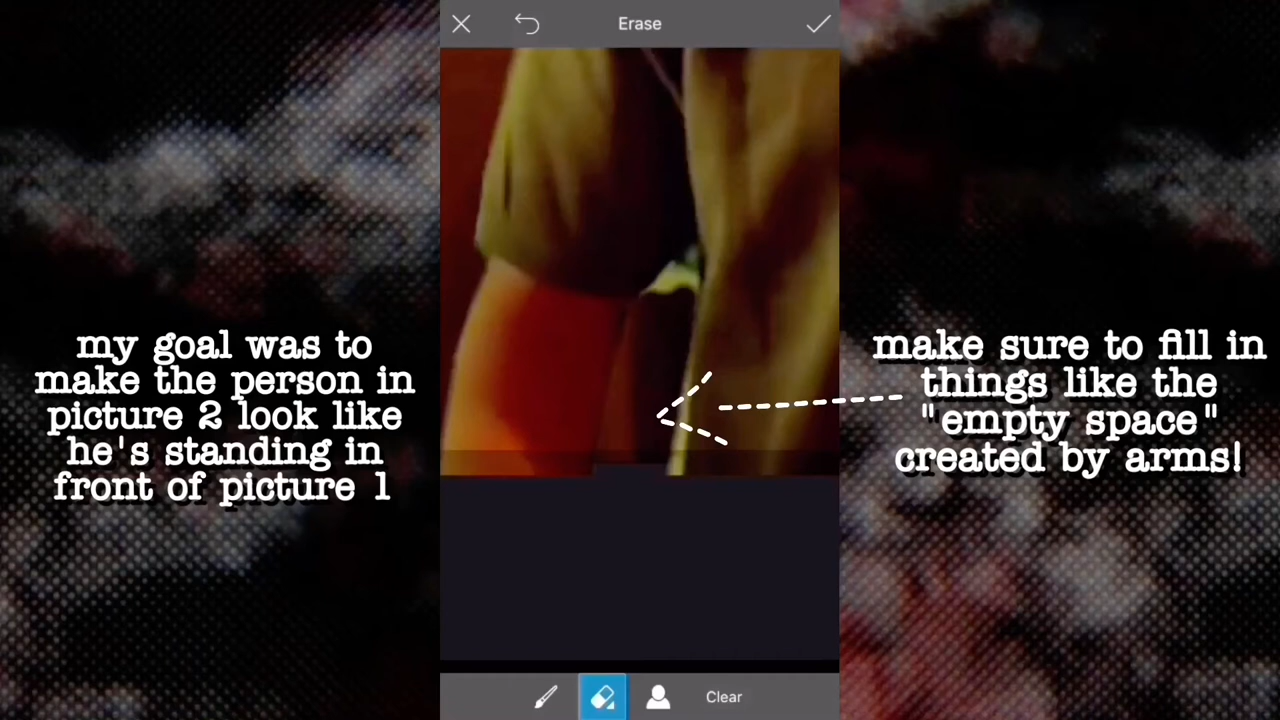 Erase
my goal was to
make the person in
picture 2 look like
he's standing in
front of picture 1
make sure to fill in
things like the
"empty space"
created by arms!
Clear